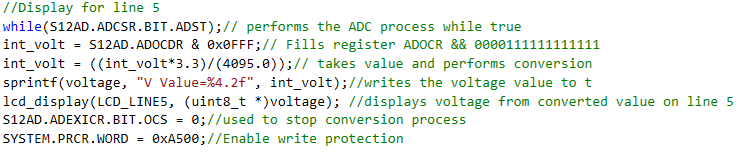 //Display for line 5
while(S12AD.ADCSR.BIT.ADST);// performs the ADC process while true
int_volt = S12AD.ADOCDR & 0x0FFF;// Fills register ADOCR && 0000111111111111
int_volt = ((int_volt*3.3)/(4095.0));// takes value and performs conversion
sprintf(voltage, "V Value=%4.2f", int_volt);//writes the voltage value to t
lcd_display(LCD_LINE5, (uint8_t *)voltage); //displays voltage from converted value on line 5
S12AD.ADEXICR.BIT.OCS = 0;//used to stop conversion process
SYSTEM.PRCR.WORD = 0xA500;//Enable write protection